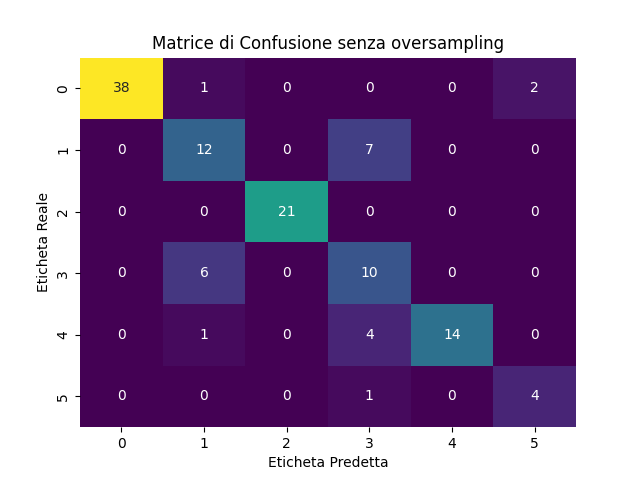 Matrice di Confusione senza oversampling
0 38 1 0 0 0 2
1 0 12 0 7 0 0
2 0 0 21 0 0 0
3 0 6 0 10 0 0
4 0 1 0 4 14 0
5 0 0 0 1 0 4
0 1 2 3 4 5
Eticheta Reale
Eticheta Predetta